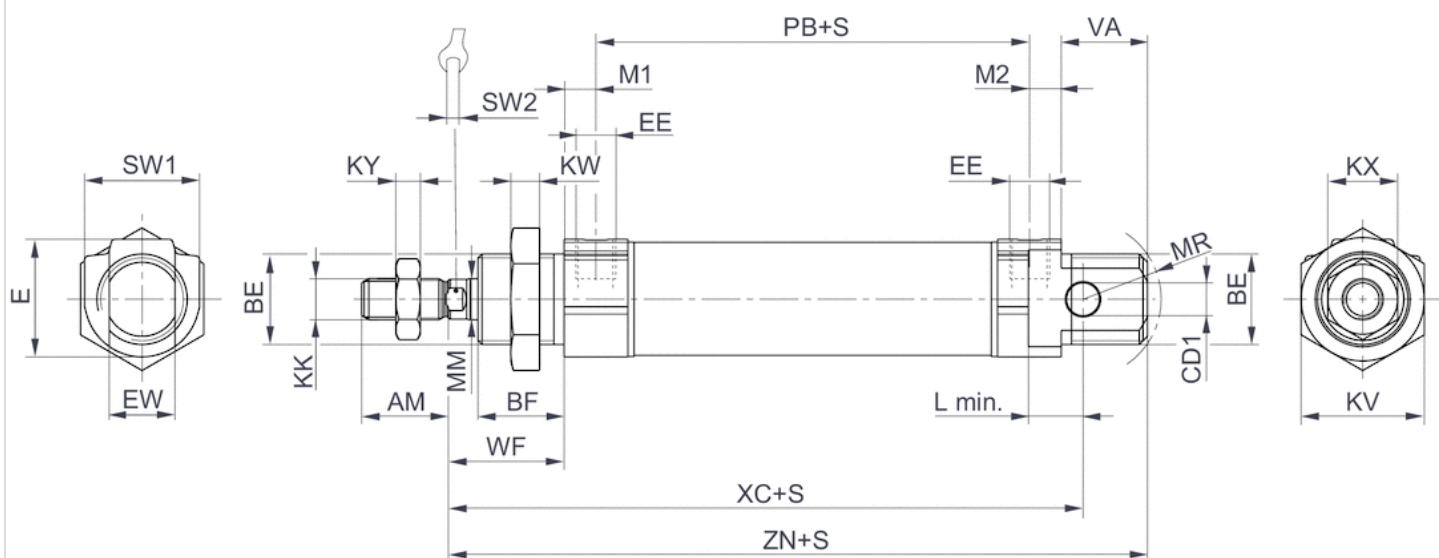 PB+S
VA
M1
M2
SW2
EE
SW1
KY
KW
EE
KX
E
BE
MR
BE
KK
MM
CD1
EW
AM
BF
L min.
KV
WF
XC+S
ZN+S